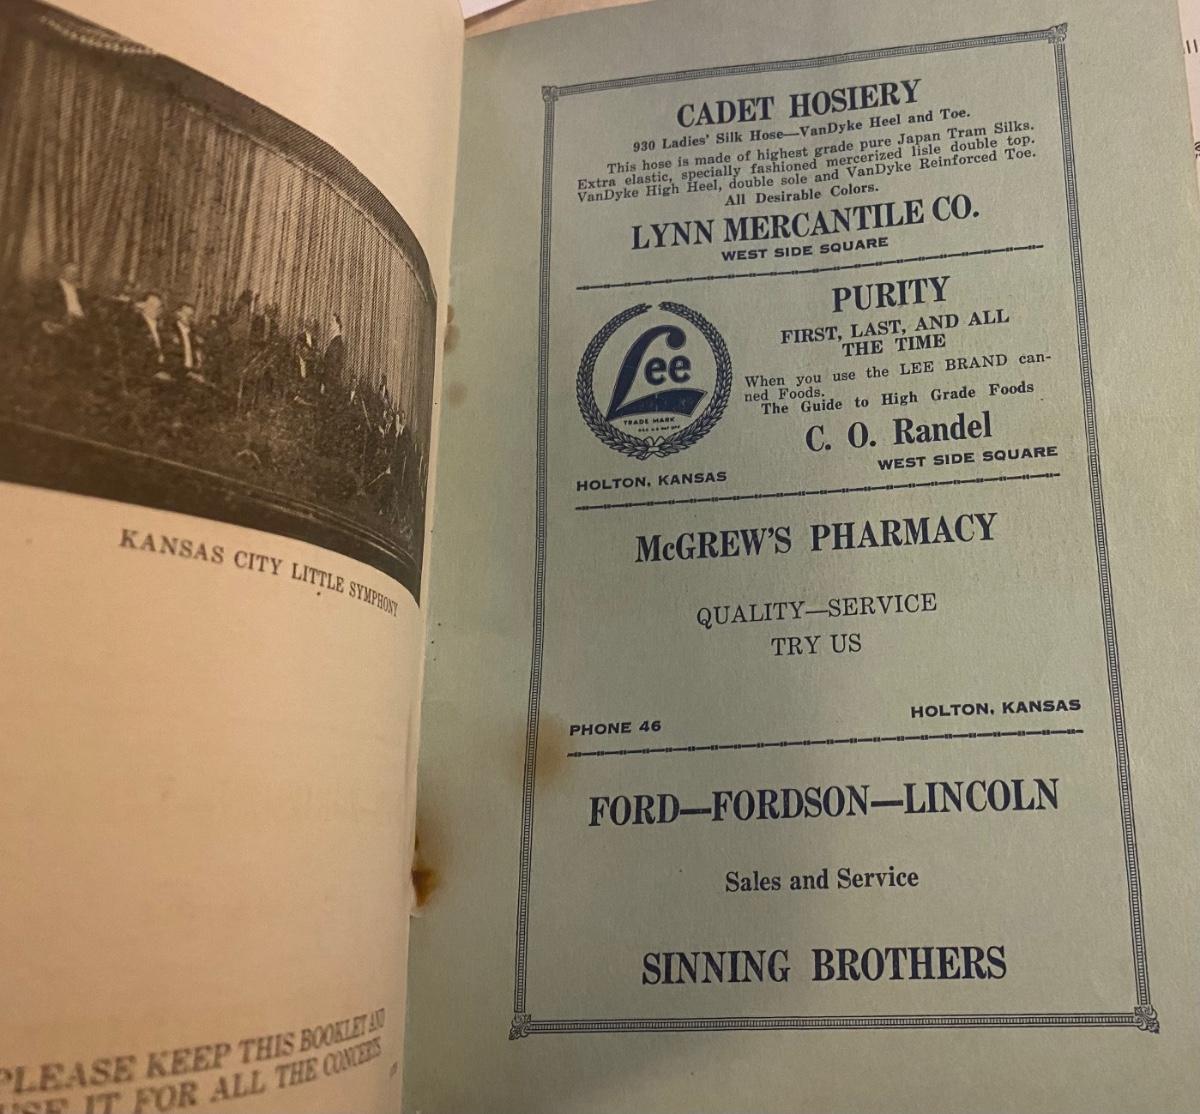 KANSAS CITY LITTLE SYMPHONY
PLEASE KEEP THIS BOOKLET AND
USE IT FOR ALL THE CONCERTS
CADET HOSIERY
930 Ladies' Silk Hose—VanDyke Heel and Toe.
This hose is made of highest grade pure Japan Tram Silks.
Extra elastic, specially fashioned mercerized lisle double top.
VanDyke High Heel, double sole and VanDyke Reinforced Toe.
All Desirable Colors.
LYNN MERCANTILE CO.
WEST SIDE SQUARE
Lee
TRADE MARK
HOLTON, KANSAS
PURITY
FIRST, LAST, AND ALL
THE TIME
When you use the LEE BRAND can-
ned Foods.
The Guide to High Grade Foods
C. O. Randel
WEST SIDE SQUARE
McGREW'S PHARMACY
QUALITY—SERVICE
TRY US
PHONE 46
HOLTON, KANSAS
FORD—FORDSON—LINCOLN
Sales and Service
SINNING BROTHERS